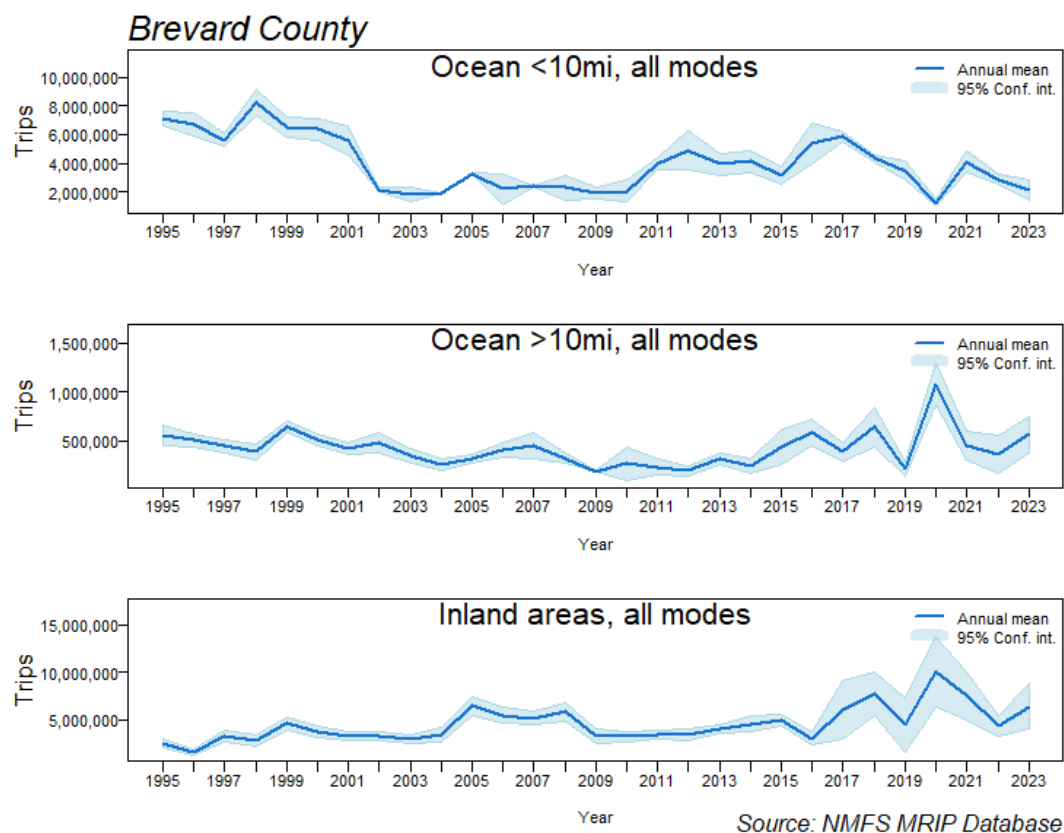 Brevard County
Ocean <10mi, all modes
Annual mean
95% Conf. int.
Trips
10,000,000
8,000,000
6,000,000
4,000,000
2,000,000
1995 1997 1999 2001 2003 2005 2007 2009 2011 2013 2015 2017 2019 2021 2023
Year
Ocean >10mi, all modes
Annual mean
95% Conf. int.
Trips
1,500,000
1,000,000
500,000
1995 1997 1999 2001 2003 2005 2007 2009 2011 2013 2015 2017 2019 2021 2023
Year
Inland areas, all modes
Annual mean
95% Conf. int.
Trips
15,000,000
10,000,000
5,000,000
1995 1997 1999 2001 2003 2005 2007 2009 2011 2013 2015 2017 2019 2021 2023
Year
Source: NMFS MRIP Database